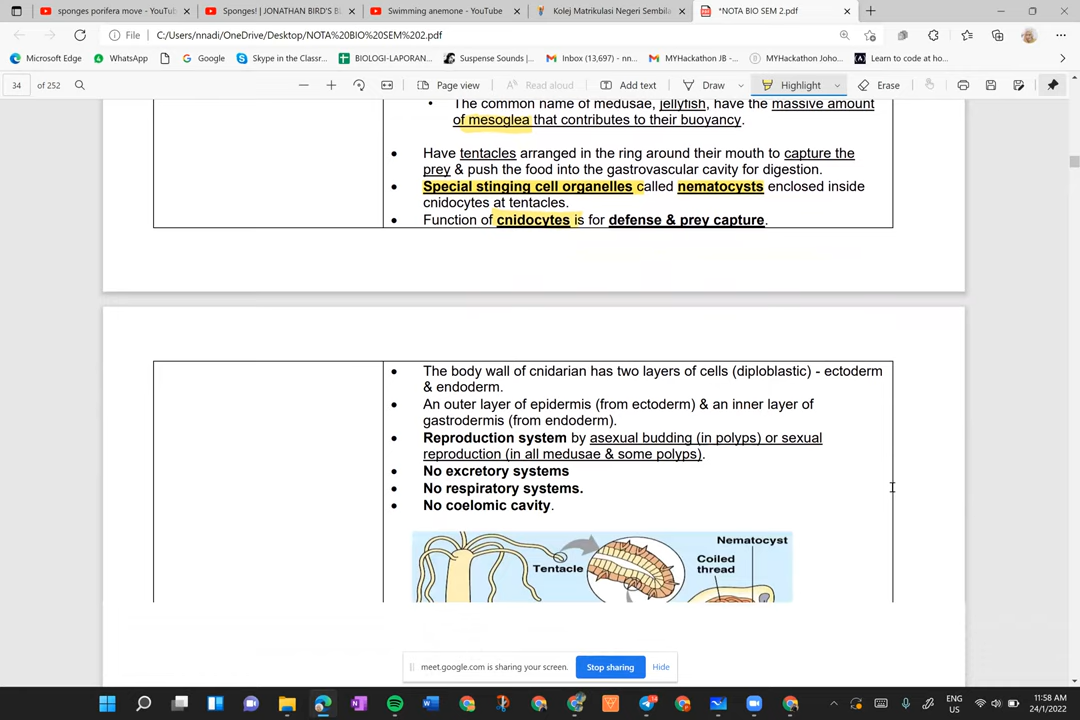 sponges porifera move - YouTu
Sponges! | JONATHAN BIRD'S B
Swimming anemone - YouTube
Kolej Matrikulasi Negeri Sembila
*NOTA BIO SEM 2.pdf
File
C:/Users/nnadi/OneDrive/Desktop/NOTA%20BIO%20SEM%202.pdf
Microsoft Edge
WhatsApp
Google
Skype in the Classr...
BIOLOGI-LAPORAN...
Suspense Sounds |...
Inbox (13,697) - nn...
MYHackathon JB -...
MYHackathon Joho...
Learn to code at ho...
34 of 252
Page view
Read aloud
Add text
Draw
Highlight
Erase
• The common name of medusae, jellyfish, have the massive amount
of mesoglea that contributes to their buoyancy.
• Have tentacles arranged in the ring around their mouth to capture the
prey & push the food into the gastrovascular cavity for digestion.
• Special stinging cell organelles called nematocysts enclosed inside
cnidocytes at tentacles.
• Function of cnidocytes is for defense & prey capture.
• The body wall of cnidarian has two layers of cells (diploblastic) - ectoderm
& endoderm.
• An outer layer of epidermis (from ectoderm) & an inner layer of
gastrodermis (from endoderm).
• Reproduction system by asexual budding (in polyps) or sexual
reproduction (in all medusae & some polyps).
• No excretory systems
• No respiratory systems.
• No coelomic cavity.
Nematocyst
Coiled
thread
Tentacle
meet.google.com is sharing your screen.
Stop sharing
Hide
ENG
US
11:58 AM
24/1/2022